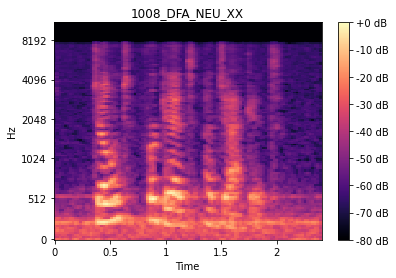 1008_DFA_NEU_XX
8192
4096
2048
1024
512
0
Hz
0
0.5
1
1.5
2
Time
+0 dB
-10 dB
-20 dB
-30 dB
-40 dB
-50 dB
-60 dB
-70 dB
-80 dB